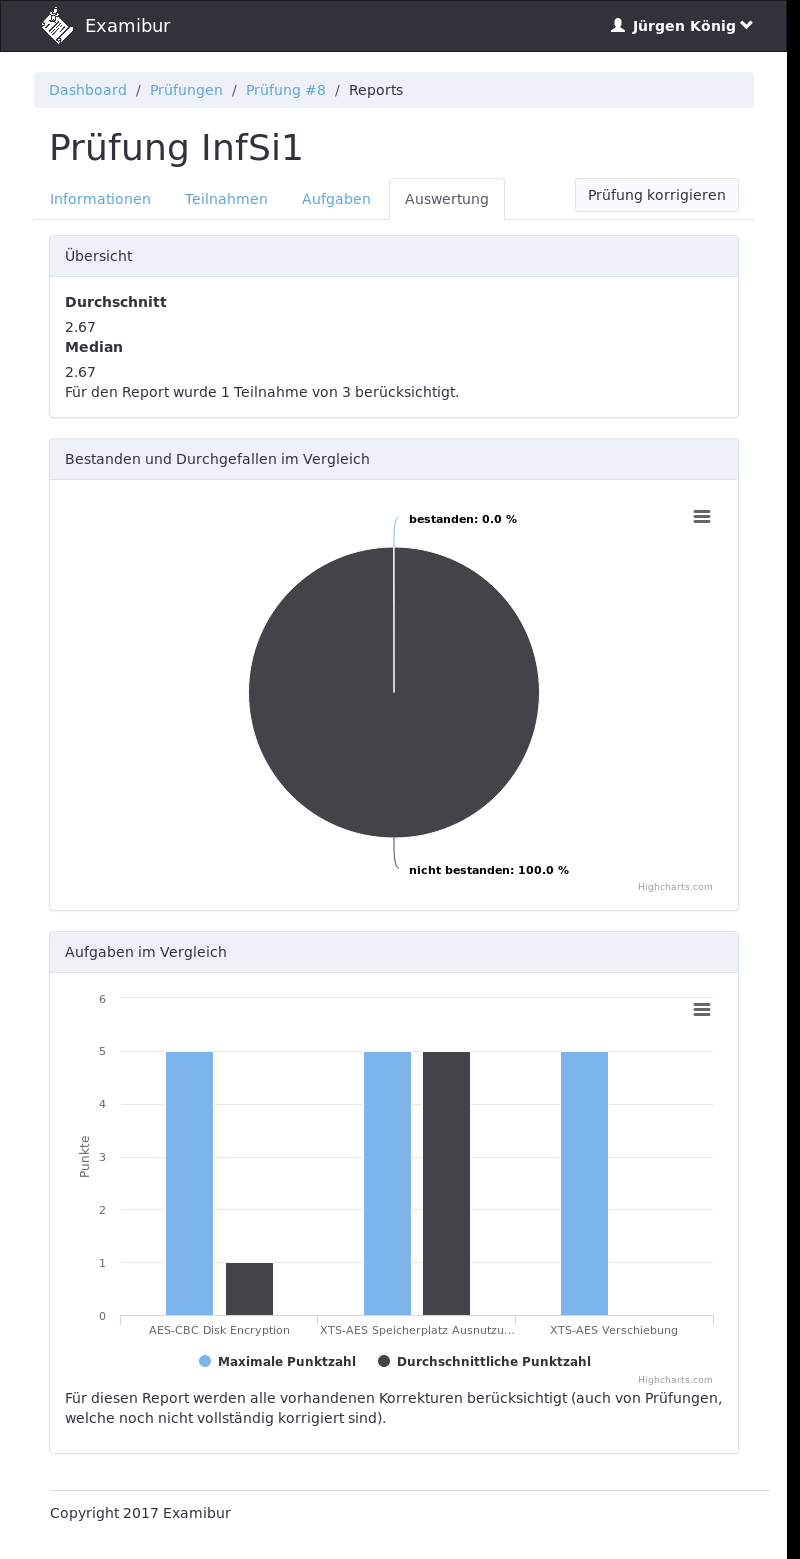 Examibur
Jürgen König
Dashboard / Prüfungen / Prüfung #8 / Reports
Prüfung InfSi1
Informationen
Teilnahmen
Aufgaben
Auswertung
Prüfung korrigieren
Übersicht
Durchschnitt
2.67
Median
2.67
Für den Report wurde 1 Teilnahme von 3 berücksichtigt.
Bestanden und Durchgefallen im Vergleich
bestanden: 0.0 %
nicht bestanden: 100.0 %
Highcharts.com
Aufgaben im Vergleich
6
5
4
3
2
1
0
Punkte
AES-CBC Disk Encryption
XTS-AES Speicherplatz Ausnutzu...
XTS-AES Verschiebung
Maximale Punktzahl
Durchschnittliche Punktzahl
Highcharts.com
Für diesen Report werden alle vorhandenen Korrekturen berücksichtigt (auch von Prüfungen,
welche noch nicht vollständig korrigiert sind).
Copyright 2017 Examibur